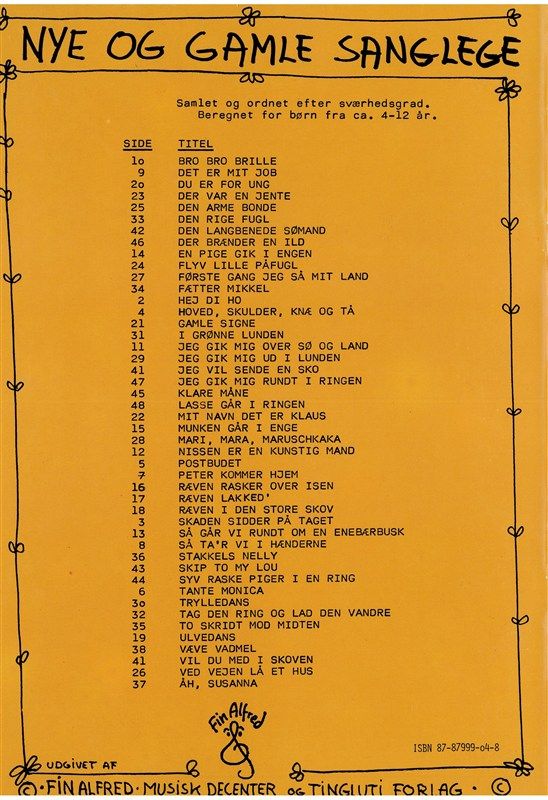 NYE OG GAMLE SANGLEGE
Samlet og ordnet efter sværhedsgrad.
Beregnet for børn fra ca. 4-12 år.
SIDE TITEL
1o BRO BRO BRILLE
9 DET ER MIT JOB
2o DU ER FOR UNG
23 DER VAR EN JENTE
25 DEN ARME BONDE
33 DEN RIGE FUGL
42 DEN LANGBENEDE SØMAND
46 DER BRÆNDER EN ILD
14 EN PIGE GIK I ENGEN
24 FLYV LILLE PÅFUGL
27 FØRSTE GANG JEG SÅ MIT LAND
34 FÆTTER MIKKEL
2 HEJ DI HO
4 HOVED, SKULDER, KNÆ OG TÅ
21 GAMLE SIGNE
31 I GRØNNE LUNDEN
11 JEG GIK MIG OVER SØ OG LAND
29 JEG GIK MIG UD I LUNDEN
41 JEG VIL SENDE EN SKO
47 JEG GIK MIG RUNDT I RINGEN
45 KLARE MÅNE
48 LASSE GÅR I RINGEN
22 MIT NAVN DET ER KLAUS
15 MUNKEN GÅR I ENGE
28 MARI, MARA, MARUSCHKAKA
12 NISSEN ER EN KUNSTIG MAND
5 POSTBUDET
7 PETER KOMMER HJEM
16 RÆVEN RASKER OVER ISEN
17 RÆVEN LAKKED'
18 RÆVEN I DEN STORE SKOV
3 SKADEN SIDDER PÅ TAGET
13 SÅ GÅR VI RUNDT OM EN ENEBÆRBUSK
8 SÅ TA'R VI I HÆNDERNE
36 STAKKELS NELLY
43 SKIP TO MY LOU
44 SYV RASKE PIGER I EN RING
6 TANTE MONICA
3o TRYLLEDANS
32 TAG DEN RING OG LAD DEN VANDRE
35 TO SKRIDT MOD MIDTEN
19 ULVEDANS
38 VÆVE VADMEL
41 VIL DU MED I SKOVEN
26 VED VEJEN LÅ ET HUS
37 ÅH, SUSANNA
Fin Alfred
ISBN 87-87999-o4-8
UDGIVET AF
© · FIN ALFRED · MUSISK DECENTER OG TINGLUTI FORLAG · ©